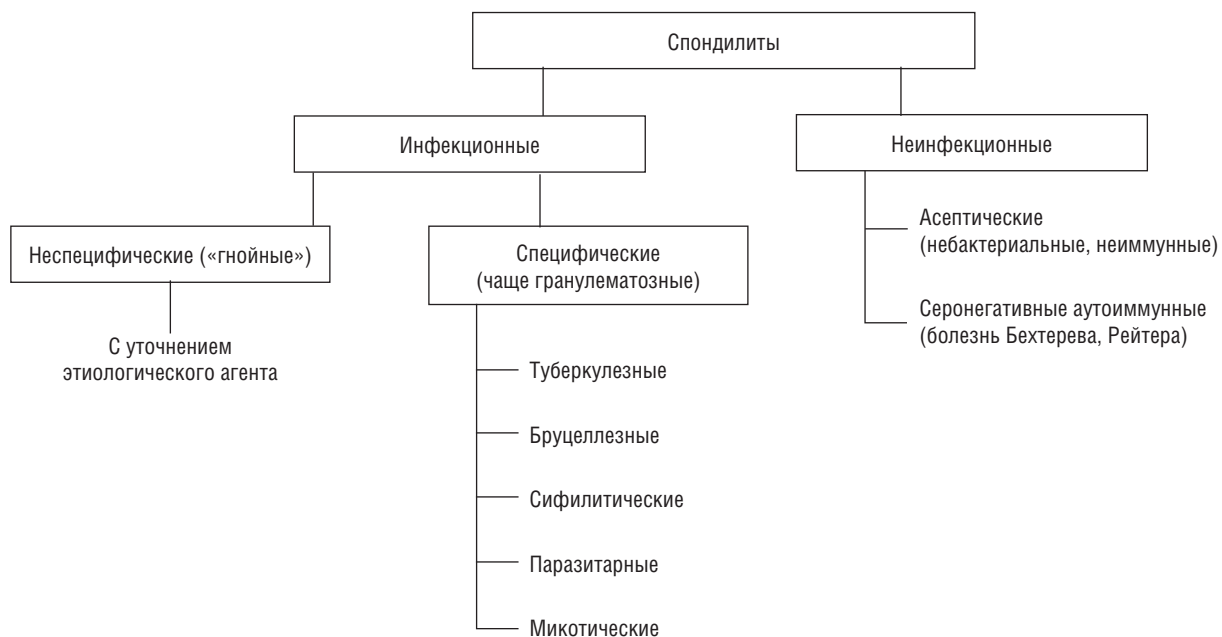 Спондилиты
Инфекционные
Неинфекционные
Неспецифические («гнойные»)
С уточнением
этиологического агента
Специфические
(чаще гранулематозные)
Туберкулезные
Бруцеллезные
Сифилитические
Паразитарные
Микотические
Асептические
(небактериальные, неиммунные)
Серонегативные аутоиммунные
(болезнь Бехтерева, Рейтера)